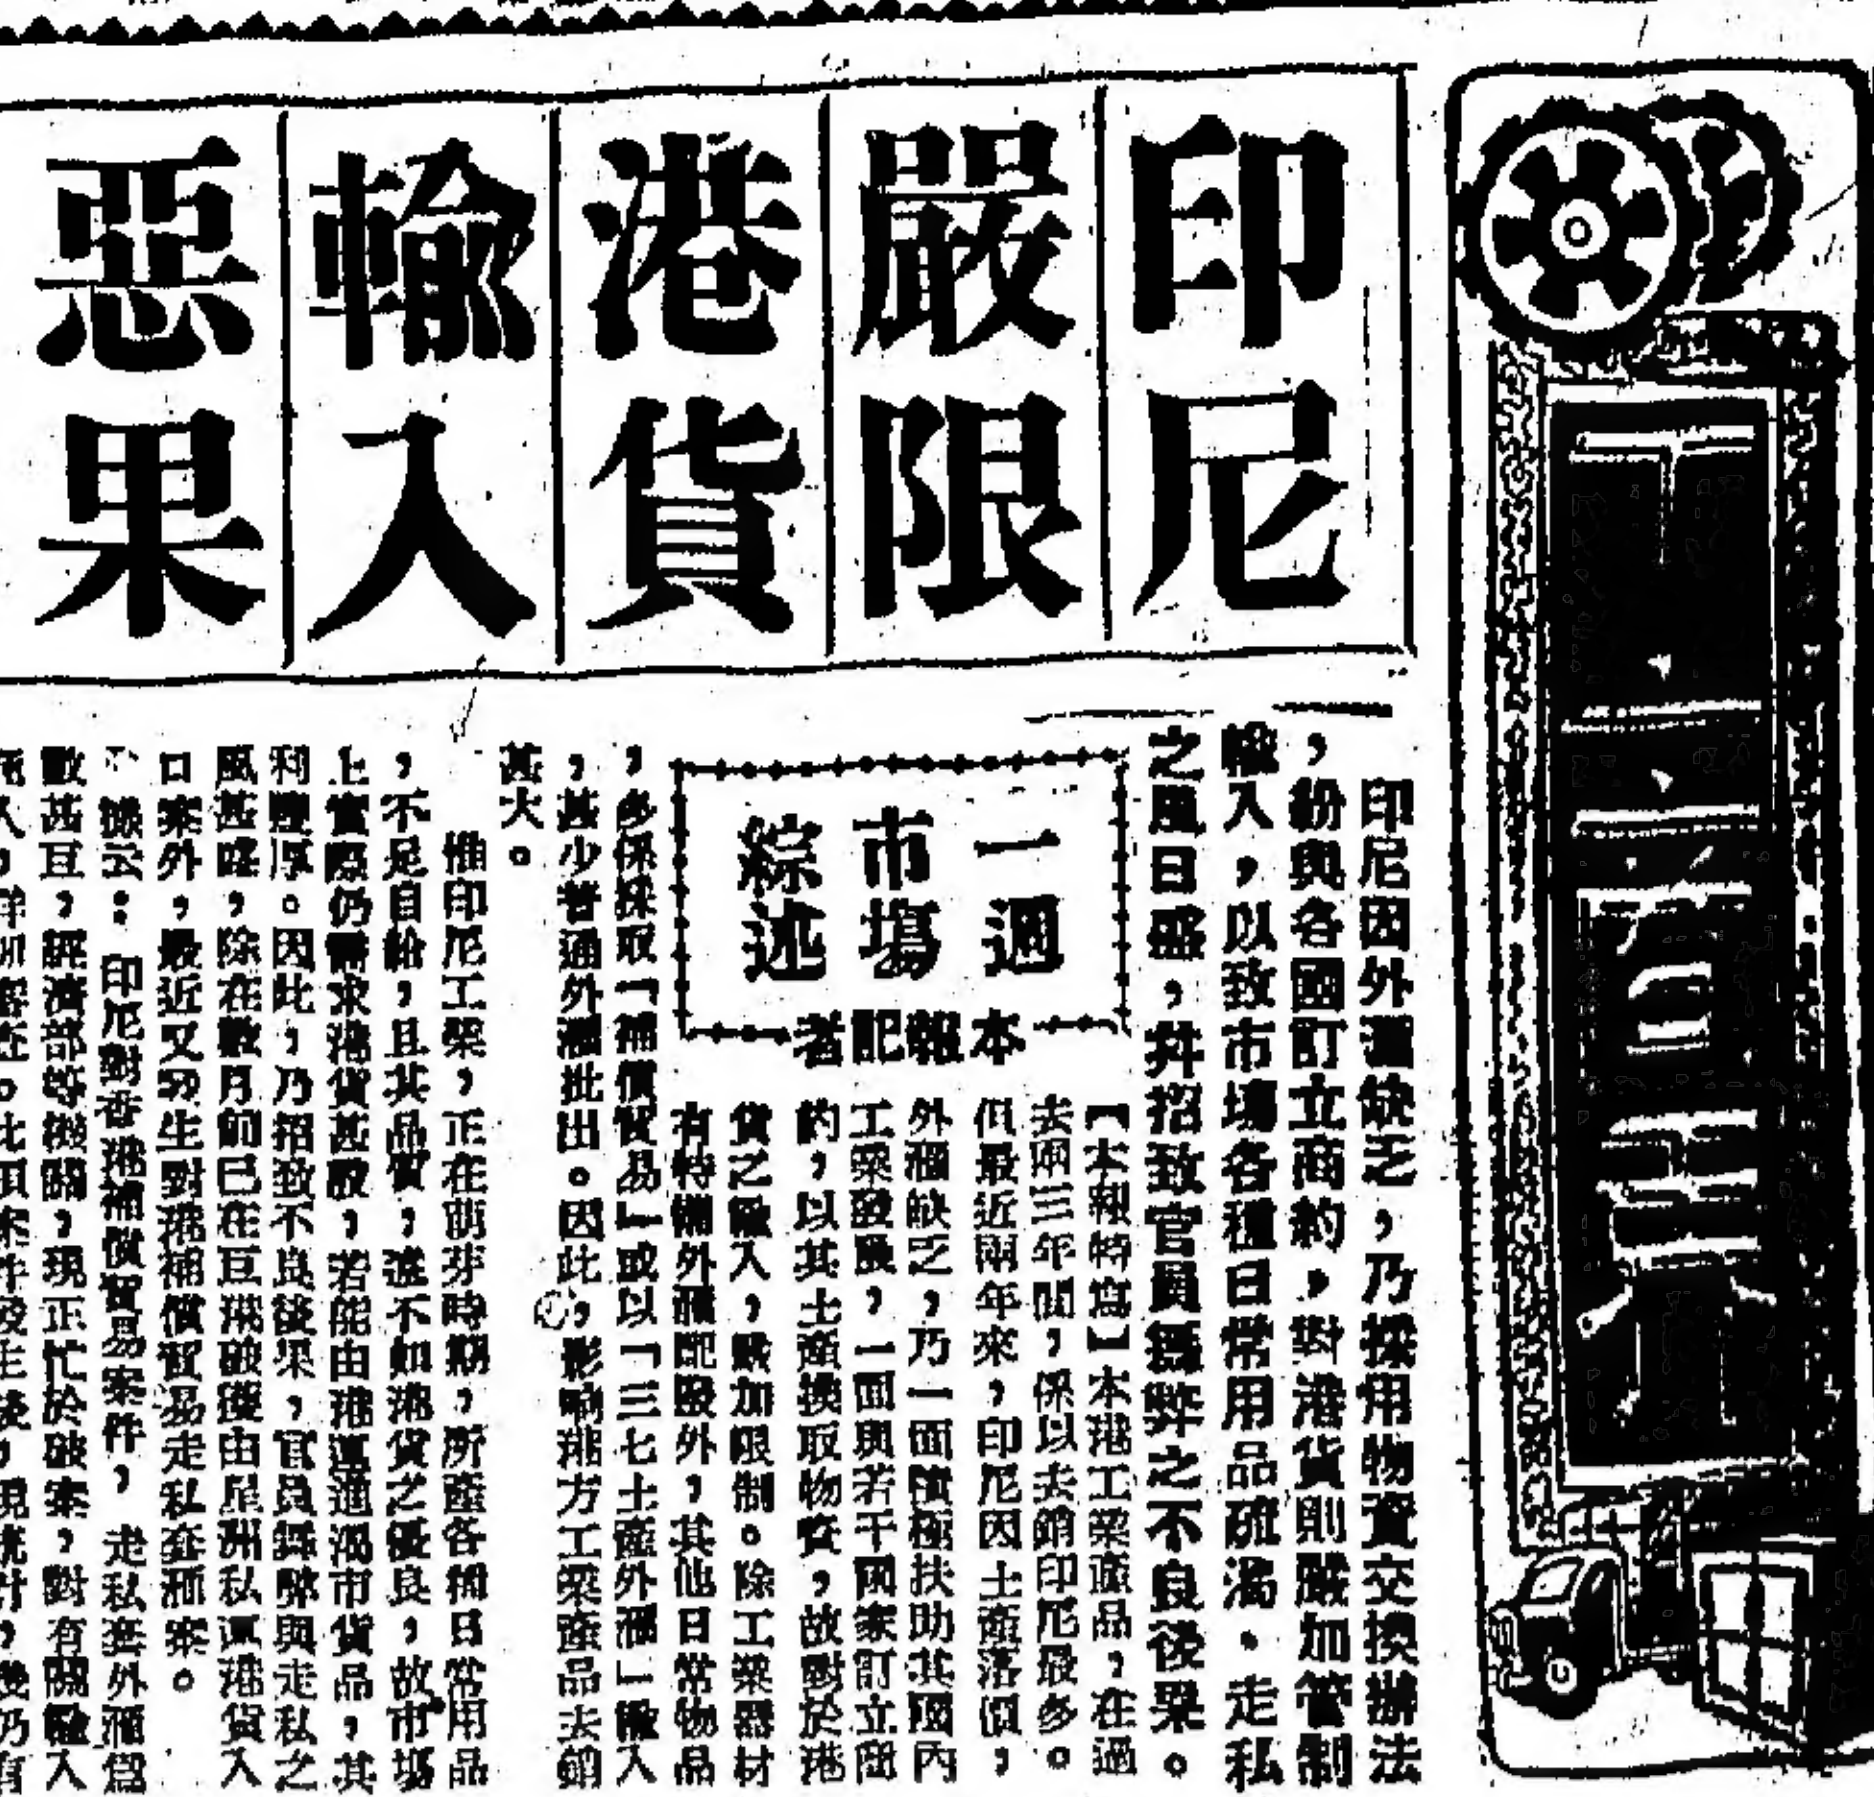 印尼
嚴限
港貨
輸入
惡果
印尼因外滙缺乏，乃採用物資交換辦法
，紛與各國訂立商約，對港貨則嚴加管制
輸入，以致市場各種日常用品硫濁，走私
之風日盛，幷招致官員舞弊之不良後果。
一週
市場
綜述
本報記者
【本報特寫】本港工業產品，在過
去兩三年間，係以去銷印尼最多。
但最近兩年來，印尼因土產落價，
外滙缺乏，乃一面積極扶助其國內
工業發展，一面與若干國家訂立商
約，以其土產換取物資，故對於港
貨之輸入，嚴加限制。除工業器材
有特備外滙配發外，其他日常物品
，多係採取「補償貿易」或以「三七土產外滙」輸入
，甚少普通外滙批出。因此，影响港方工業產品去銷
甚大。
惟印尼工業，正在萌芽時期，所產各種日常用品
，不足自給，且其品質，遠不如港貨之優良，故市場
上實際仍需求港貨甚殷，若能由港運適濁市貨品，其
利豐厚。因此，乃招致不良後果，官員舞弊與走私之
風甚盛，除在數月前已在巨港破獲由星洲私運港貨入
口案外，最近又發生對港補償貿易走私套滙案。
據云：印尼對香港補償貿易案件，走私套外滙為
數甚巨，經濟部等機關，現正忙於破案，對有關輸入